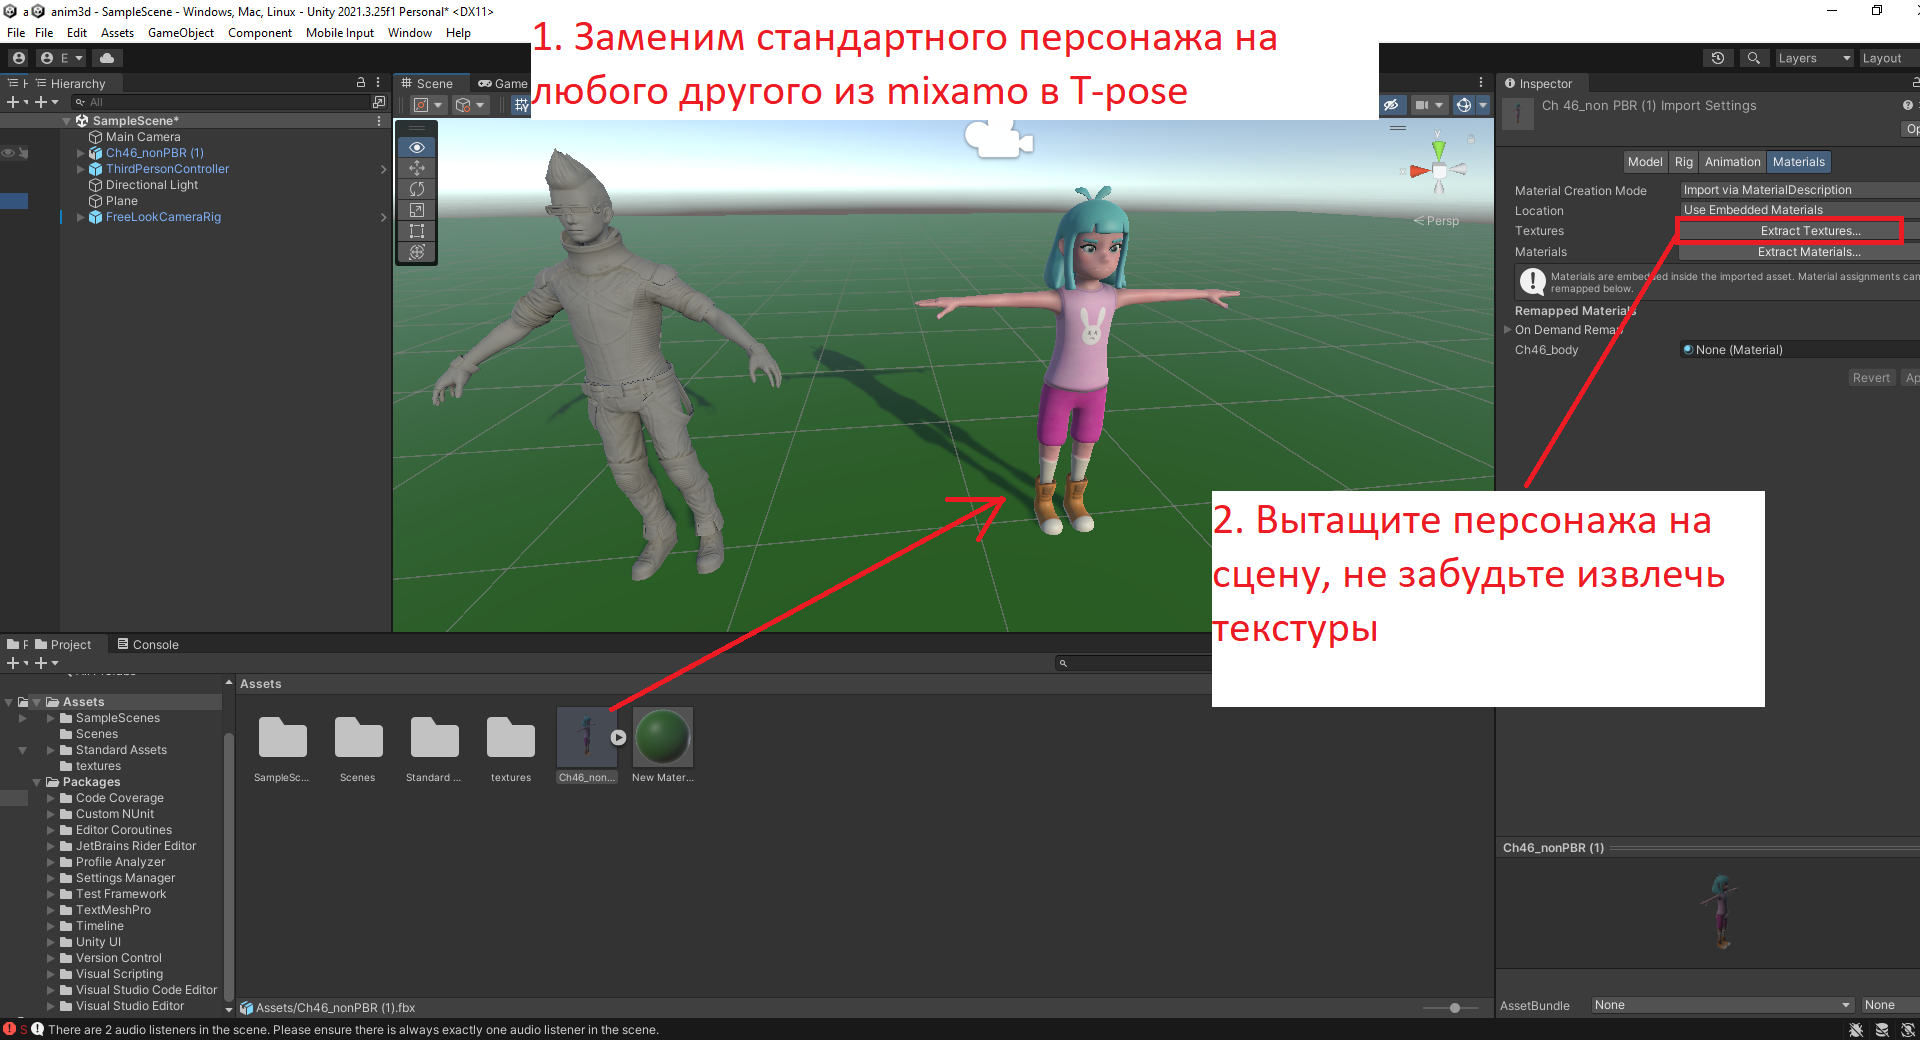 a anim3d - SampleScene - Windows, Mac, Linux - Unity 2021.3.25f1 Personal* <DX11>
File File Edit Assets GameObject Component Mobile Input Window Help
1. Заменим стандартного персонажа на
любого другого из mixamo в T-pose
E
Layers
Layout
Hierarchy
Scene
Game
All
SampleScene*
Main Camera
Ch46_nonPBR (1)
ThirdPersonController
Directional Light
Plane
FreeLookCameraRig
y
Persp
Inspector
Ch 46_non PBR (1) Import Settings
Op
Model Rig Animation Materials
Material Creation Mode Import via MaterialDescription
Location Use Embedded Materials
Textures Extract Textures...
Materials Extract Materials...
Materials are embedded inside the imported asset. Material assignments can
remapped below.
Remapped Materials
On Demand Remap
Ch46_body None (Material)
Revert Ap
2. Вытащите персонажа на
сцену, не забудьте извлечь
текстуры
Project Console
Assets
SampleScenes
Scenes
Standard Assets
textures
Packages
Code Coverage
Custom NUnit
Editor Coroutines
JetBrains Rider Editor
Profile Analyzer
Settings Manager
Test Framework
TextMeshPro
Timeline
Unity UI
Version Control
Visual Scripting
Visual Studio Code Editor
Visual Studio Editor
Assets
SampleSc... Scenes Standard ... textures Ch46_non... New Mater...
Assets/Ch46_nonPBR (1).fbx
Ch46_nonPBR (1)
AssetBundle None None
S There are 2 audio listeners in the scene. Please ensure there is always exactly one audio listener in the scene.